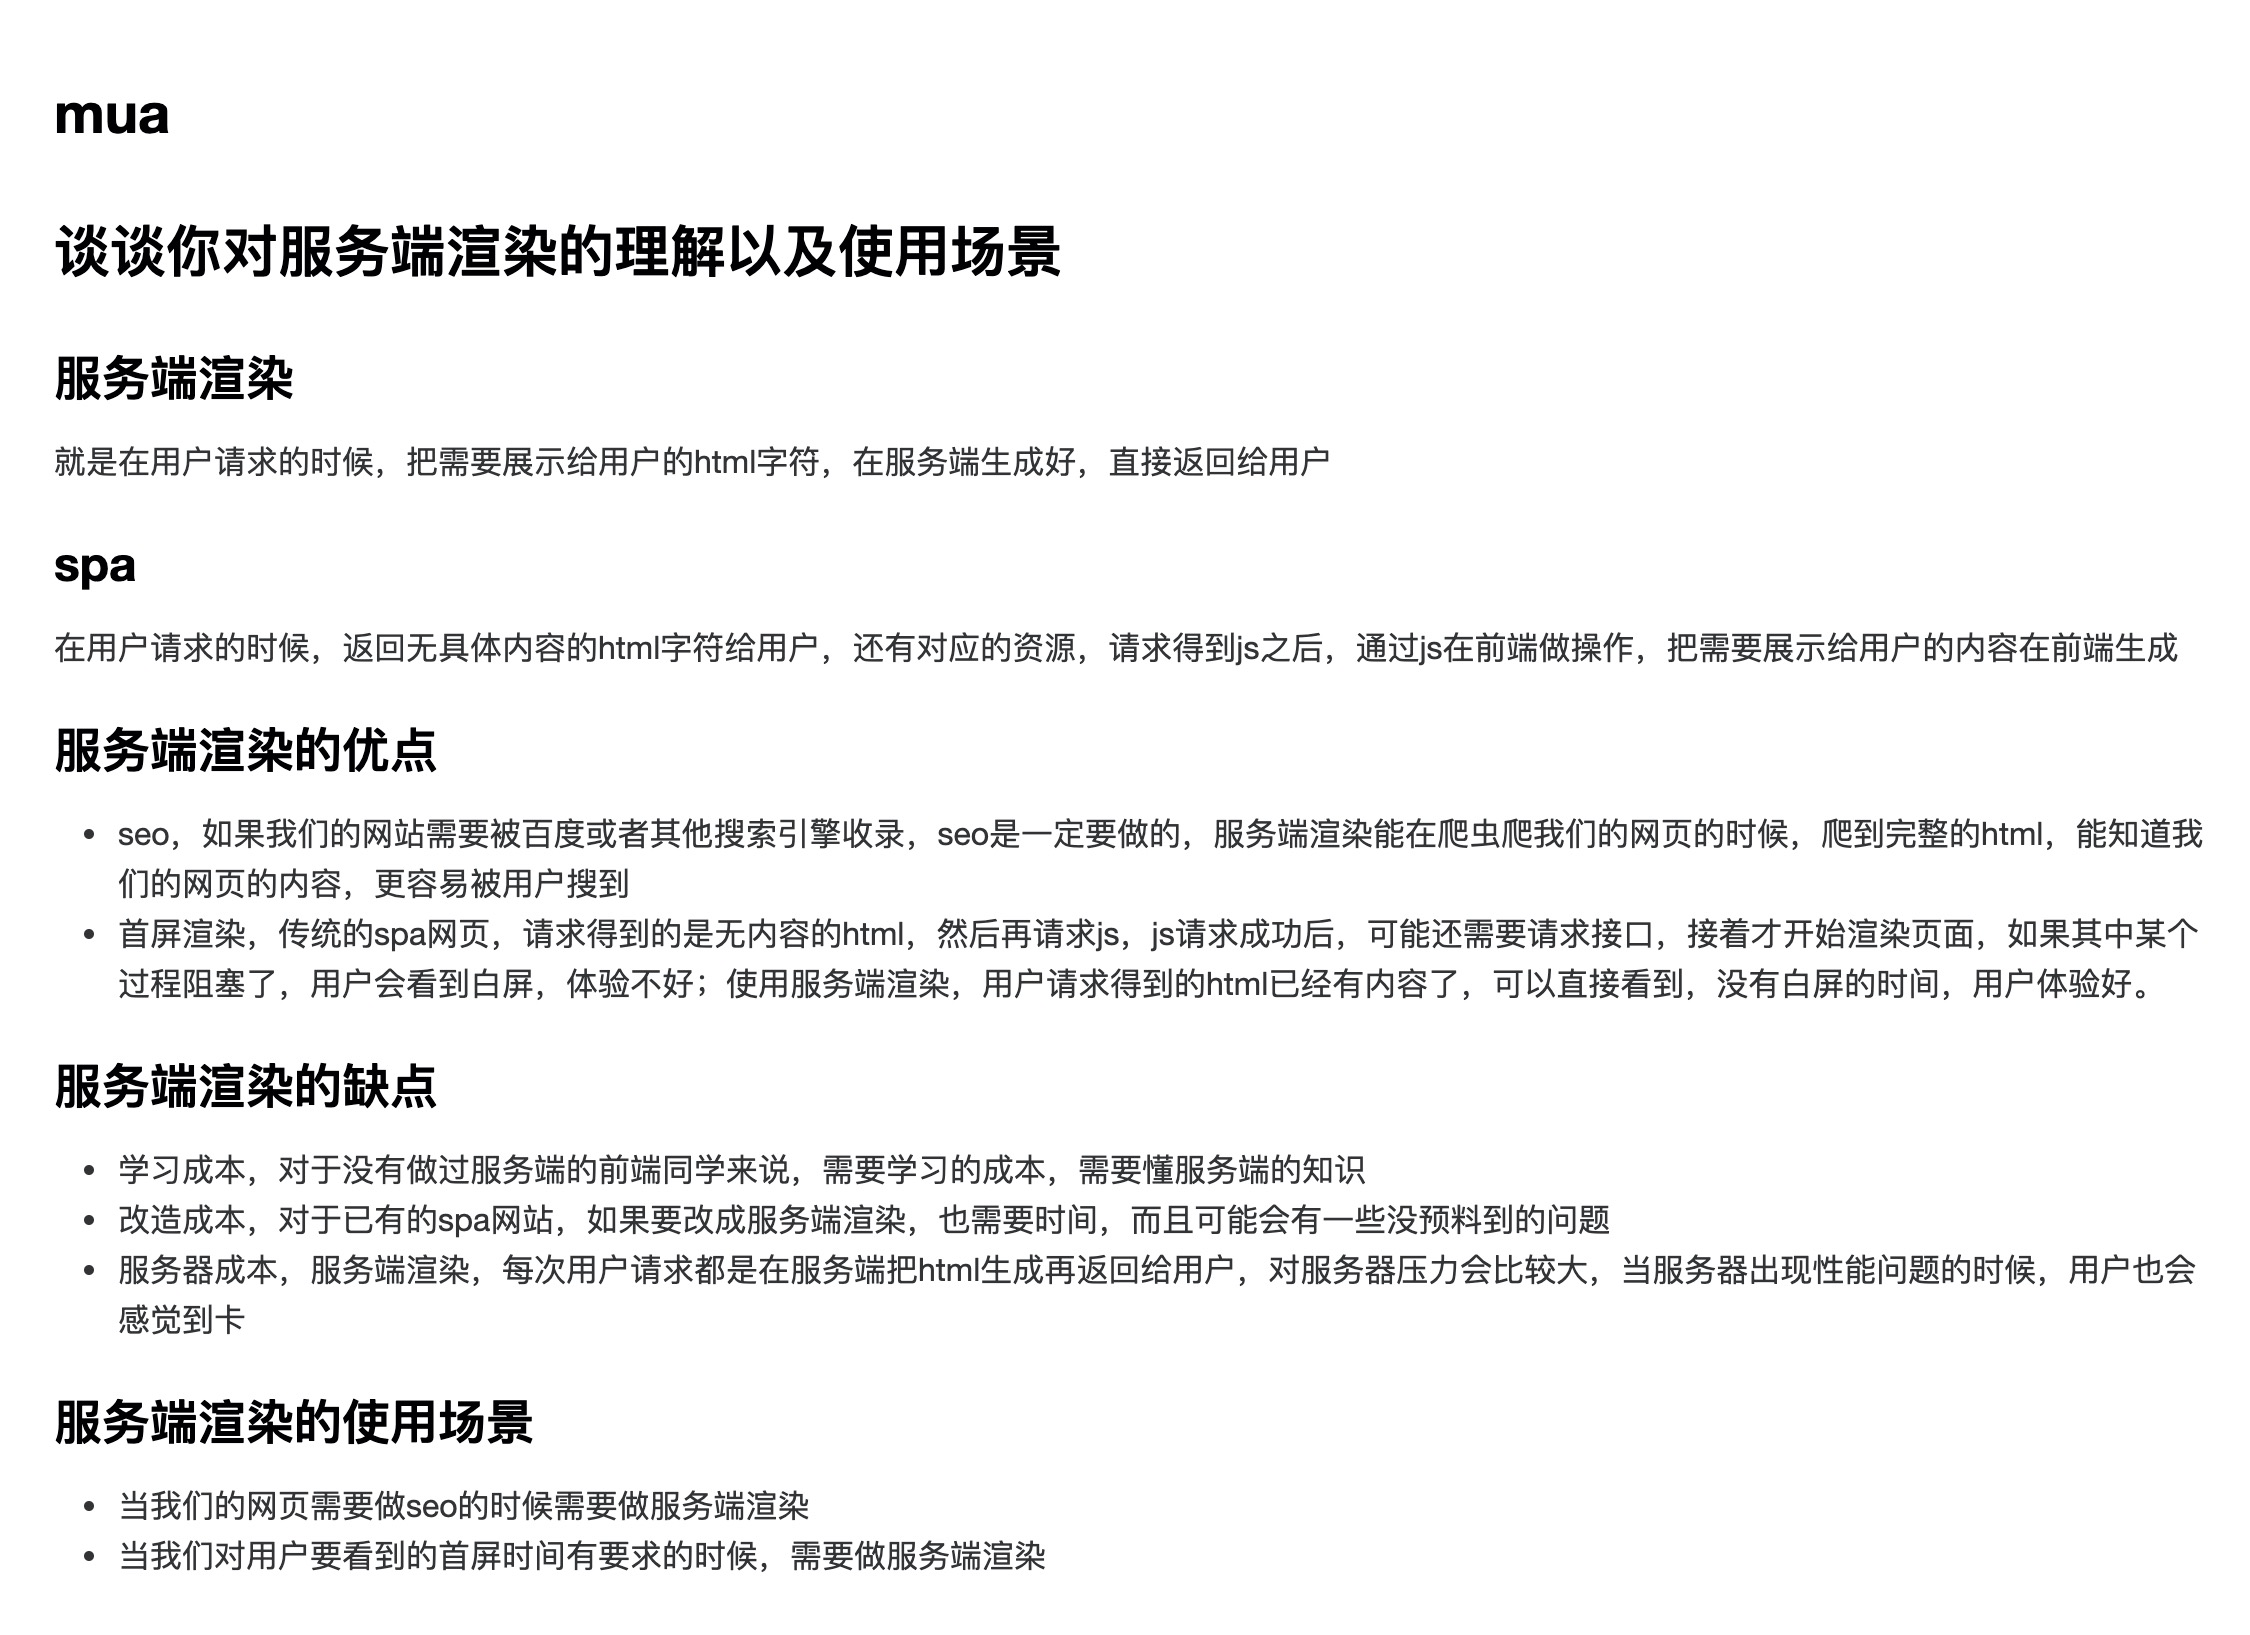 mua
谈谈你对服务端渲染的理解以及使用场景
服务端渲染
就是在用户请求的时候，把需要展示给用户的html字符，在服务端生成好，直接返回给用户
spa
在用户请求的时候，返回无具体内容的html字符给用户，还有对应的资源，请求得到js之后，通过js在前端做操作，把需要展示给用户的内容在前端生成
服务端渲染的优点
• seo，如果我们的网站需要被百度或者其他搜索引擎收录，seo是一定要做的，服务端渲染能在爬虫爬我们的网页的时候，爬到完整的html，能知道我
们的网页的内容，更容易被用户搜到
• 首屏渲染，传统的spa网页，请求得到的是无内容的html，然后再请求js，js请求成功后，可能还需要请求接口，接着才开始渲染页面，如果其中某个
过程阻塞了，用户会看到白屏，体验不好；使用服务端渲染，用户请求得到的html已经有内容了，可以直接看到，没有白屏的时间，用户体验好。
服务端渲染的缺点
• 学习成本，对于没有做过服务端的前端同学来说，需要学习的成本，需要懂服务端的知识
• 改造成本，对于已有的spa网站，如果要改成服务端渲染，也需要时间，而且可能会有一些没预料到的问题
• 服务器成本，服务端渲染，每次用户请求都是在服务端把html生成再返回给用户，对服务器压力会比较大，当服务器出现性能问题的时候，用户也会
感觉到卡
服务端渲染的使用场景
• 当我们的网页需要做seo的时候需要做服务端渲染
• 当我们对用户要看到的首屏时间有要求的时候，需要做服务端渲染